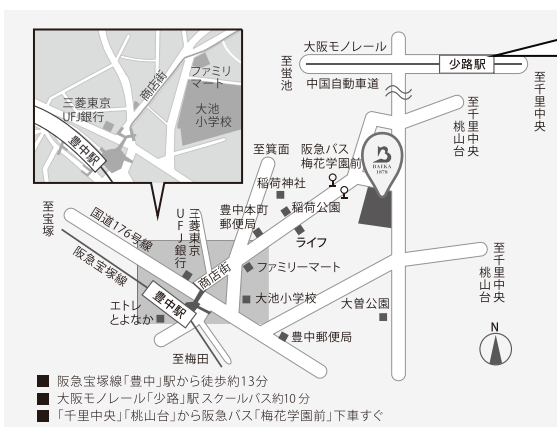 大阪モノレール
少路駅
至蛍池
中国自動車道
至千里中央
至千里中央
桃山台
ファミリ
マート
商店街
大池
小学校
三菱東京
UFJ銀行
豊中駅
BAIKA
1878
阪急バス
梅花学園前
至箕面
稲荷神社
稲荷公園
豊中本町
郵便局
ライフ
至宝塚
国道176号線
三菱東京
UFJ
銀行
阪急宝塚線
商店街
ファミリーマート
至千里中央
桃山台
豊中駅
大池小学校
大曽公園
エトレ
とよなか
豊中郵便局
N
至梅田
■ 阪急宝塚線「豊中」駅から徒歩約13分
■ 大阪モノレール「少路」駅スクールバス約10分
■ 「千里中央」「桃山台」から阪急バス「梅花学園前」下車すぐ